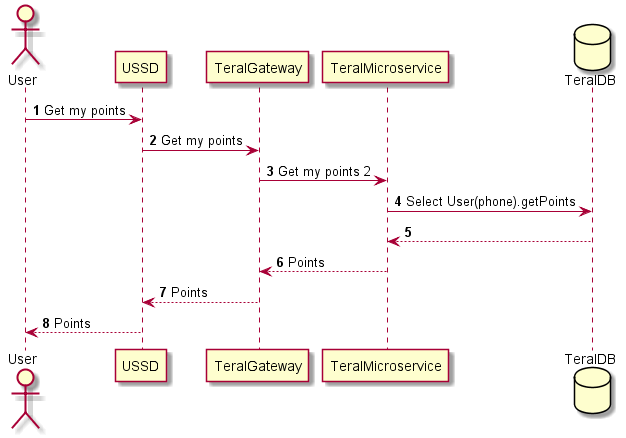 User
USSD
TeralGateway
TeralMicroservice
TeralDB
1 Get my points
2 Get my points
3 Get my points 2
4 Select User(phone).getPoints
5
6 Points
7 Points
8 Points
User
USSD
TeralGateway
TeralMicroservice
TeralDB